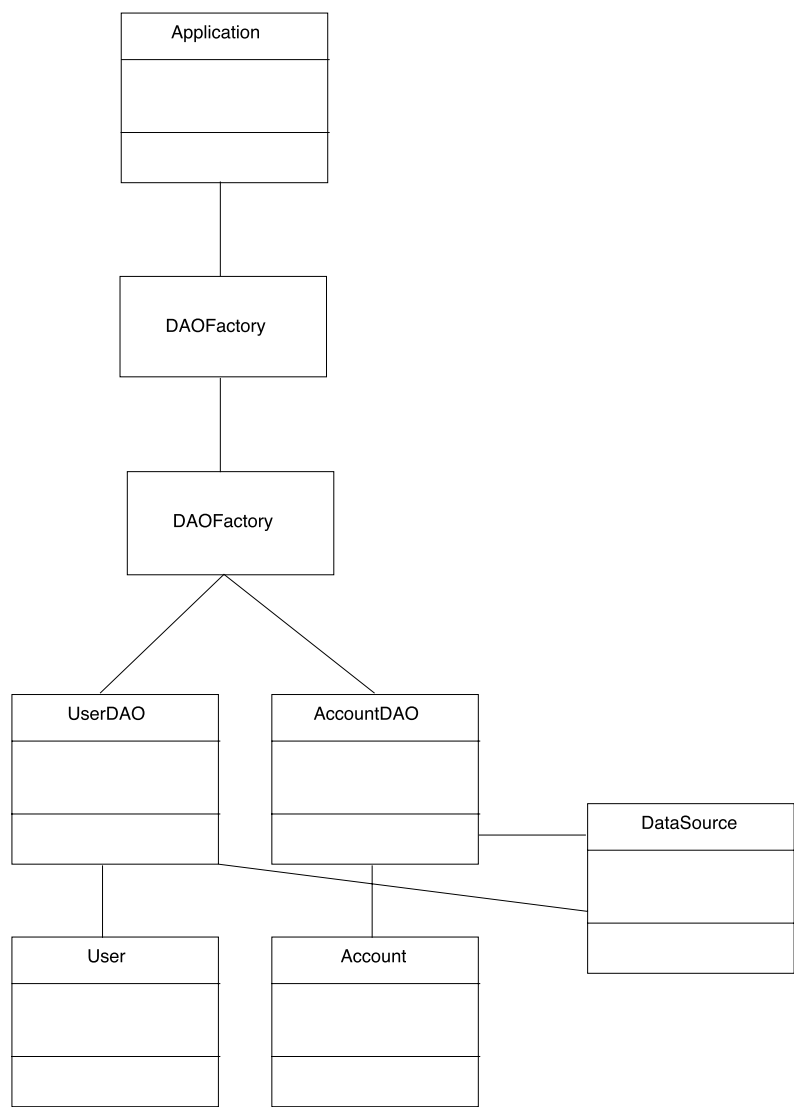 Application
DAOFactory
DAOFactory
UserDAO
AccountDAO
DataSource
User
Account